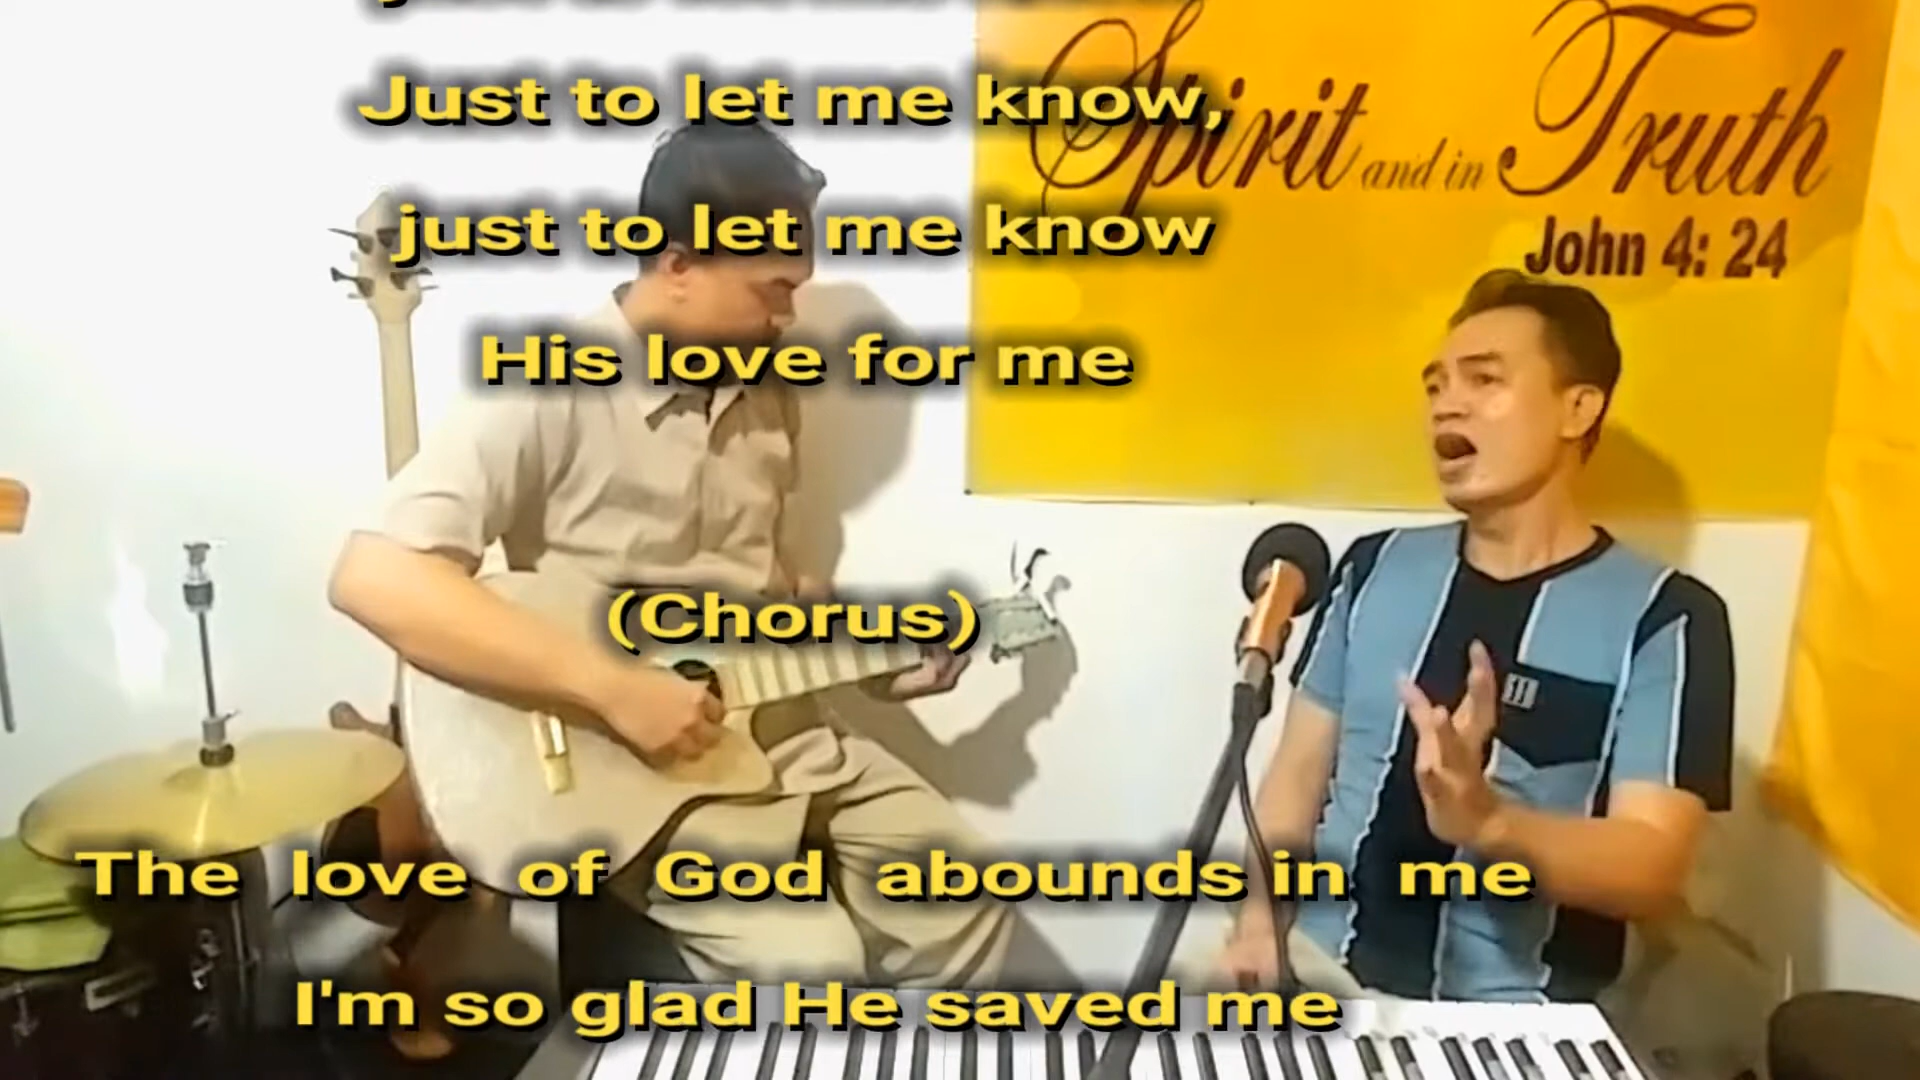 Just to let me know,
just to let me know
His love for me
(Chorus)
The love of God abounds in me
I'm so glad He saved me
Spirit and in Truth
John 4: 24